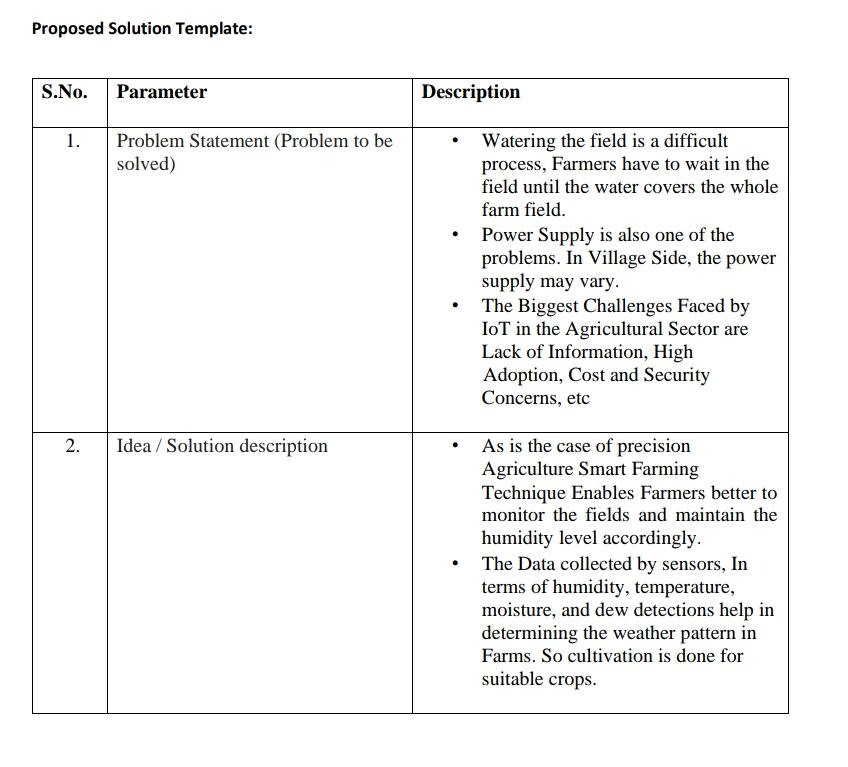 Proposed Solution Template:
S.No. Parameter Description
1. Problem Statement (Problem to be
solved)
• Watering the field is a difficult
process, Farmers have to wait in the
field until the water covers the whole
farm field.
• Power Supply is also one of the
problems. In Village Side, the power
supply may vary.
• The Biggest Challenges Faced by
IoT in the Agricultural Sector are
Lack of Information, High
Adoption, Cost and Security
Concerns, etc
2. Idea / Solution description
• As is the case of precision
Agriculture Smart Farming
Technique Enables Farmers better to
monitor the fields and maintain the
humidity level accordingly.
• The Data collected by sensors, In
terms of humidity, temperature,
moisture, and dew detections help in
determining the weather pattern in
Farms. So cultivation is done for
suitable crops.